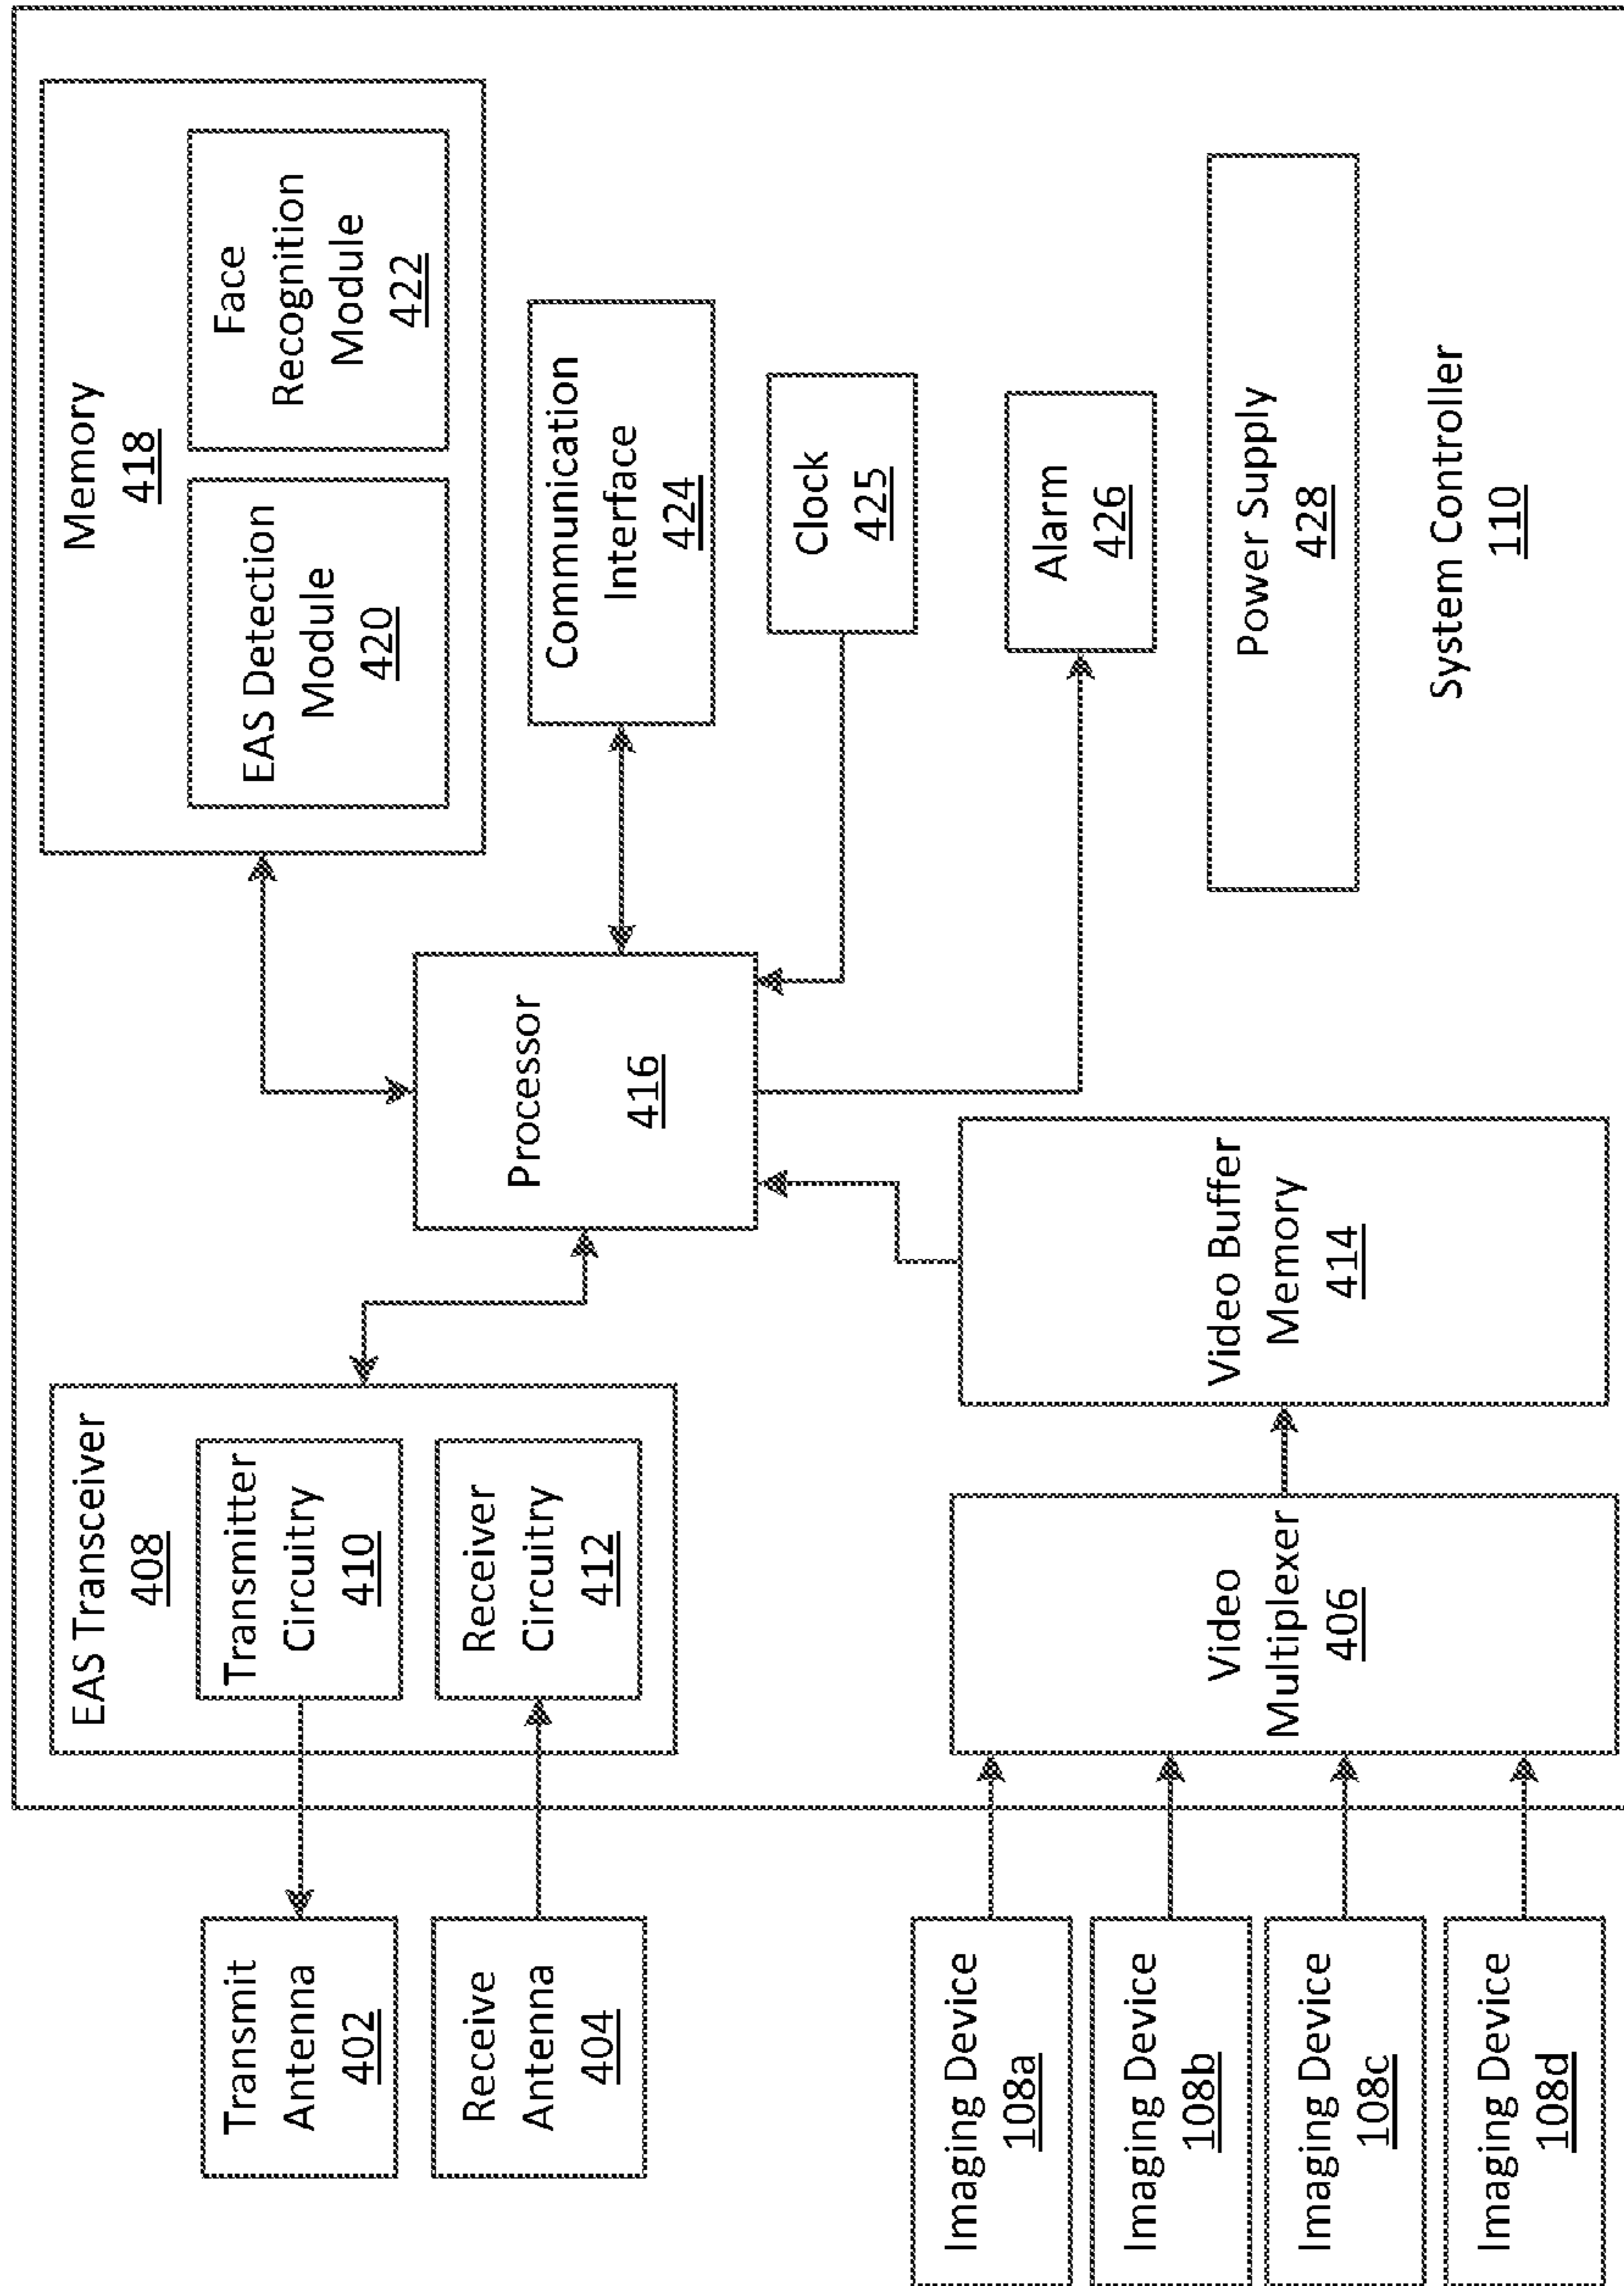 Transmit
Antenna
402
Receive
Antenna
404
Imaging Device
108a
Imaging Device
108b
Imaging Device
108c
Imaging Device
108d
EAS Transceiver
408
Transmitter
Circuitry
410
Receiver
Circuitry
412
Video
Multiplexer
406
Video Buffer
Memory
414
Processor
416
Memory
418
EAS Detection
Module
420
Face
Recognition
Module
422
Communication
Interface
424
Clock
425
Alarm
426
Power Supply
428
System Controller
110